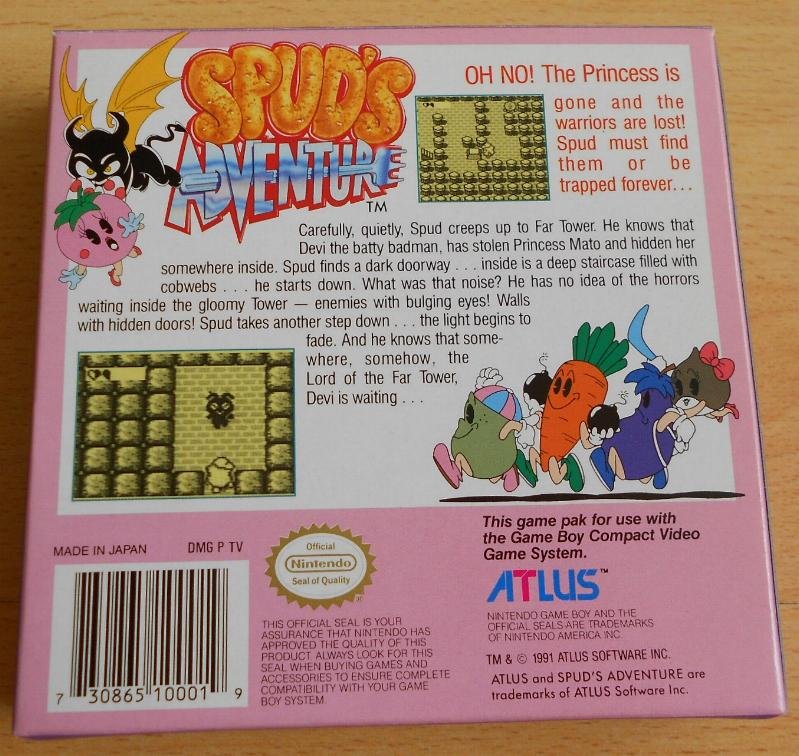 SPUD'S
ADVENTURE
TM
OH NO! The Princess is
gone and the
warriors are lost!
Spud must find
them or be
trapped forever...
Carefully, quietly, Spud creeps up to Far Tower. He knows that
Devi the batty badman, has stolen Princess Mato and hidden her
somewhere inside. Spud finds a dark doorway . . . inside is a deep staircase filled with
cobwebs . . . he starts down. What was that noise? He has no idea of the horrors
waiting inside the gloomy Tower — enemies with bulging eyes! Walls
with hidden doors! Spud takes another step down . . . the light begins to
fade. And he knows that some-
where, somehow, the
Lord of the Far Tower,
Devi is waiting . . .
MADE IN JAPAN DMG P TV
7 30865 10001 9
Official
Nintendo
Seal of Quality
THIS OFFICIAL SEAL IS YOUR
ASSURANCE THAT NINTENDO HAS
APPROVED THE QUALITY OF THIS
PRODUCT. ALWAYS LOOK FOR THIS
SEAL WHEN BUYING GAMES AND
ACCESSORIES TO ENSURE COMPLETE
COMPATIBILITY WITH YOUR GAME
BOY SYSTEM.
This game pak for use with
the Game Boy Compact Video
Game System.
ATLUS™
NINTENDO GAME BOY AND THE
OFFICIAL SEALS ARE TRADEMARKS
OF NINTENDO AMERICA INC.
TM & © 1991 ATLUS SOFTWARE INC.
ATLUS and SPUD'S ADVENTURE are
trademarks of ATLUS Software Inc.